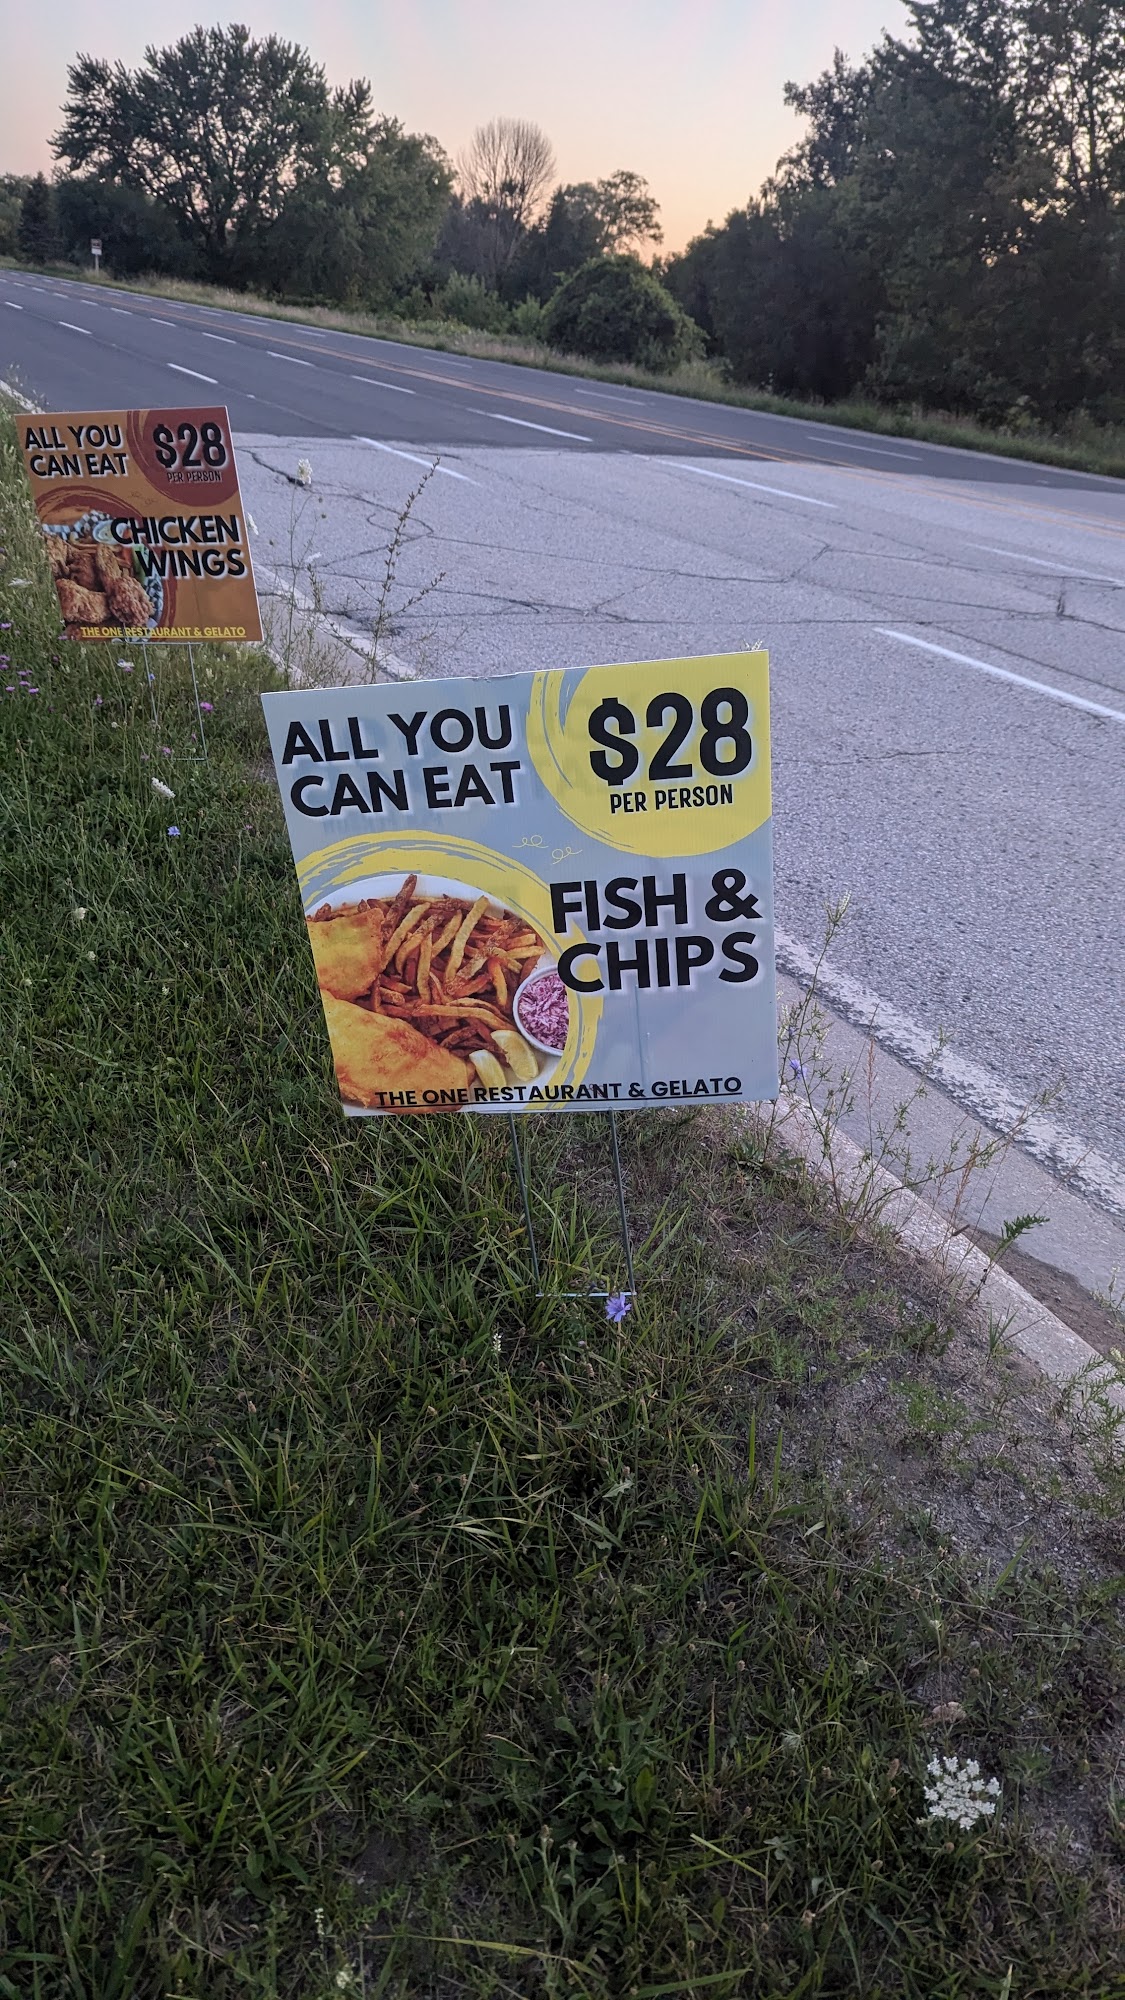 ALL YOU
CAN EAT
$28
PER PERSON
CHICKEN
WINGS
THE ONE RESTAURANT & GELATO
ALL YOU
CAN EAT
$28
PER PERSON
FISH &
CHIPS
THE ONE RESTAURANT & GELATO